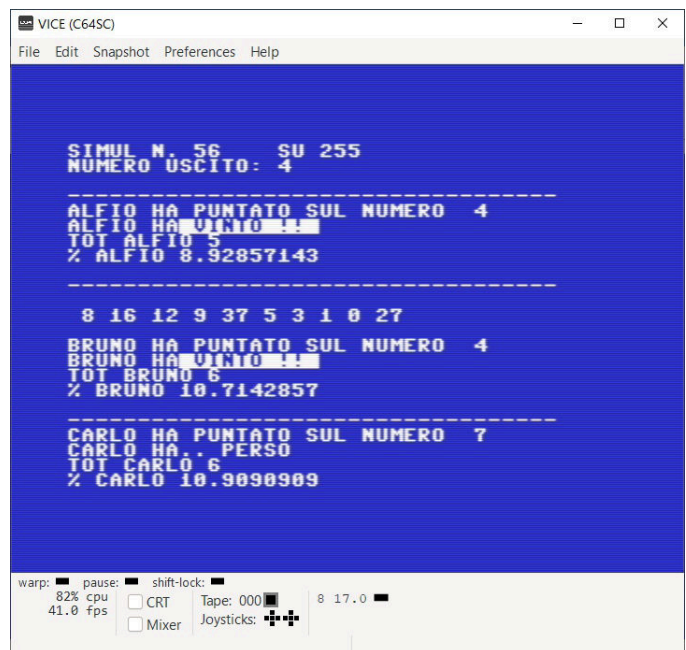 VICE (C64SC)
File Edit Snapshot Preferences Help
SIMUL N. 56 SU 255
NUMERO USCITO: 4
----------------------------------
ALFIO HA PUNTATO SUL NUMERO 4
ALFIO HA VINTO !!
TOT ALFIO 5
% ALFIO 8.92857143
----------------------------------
8 16 12 9 37 5 3 1 0 27
BRUNO HA PUNTATO SUL NUMERO 4
BRUNO HA VINTO !!
TOT BRUNO 6
% BRUNO 10.7142857
----------------------------------
CARLO HA PUNTATO SUL NUMERO 7
CARLO HA.. PERSO
TOT CARLO 6
% CARLO 10.9090909
warp: pause: shift-lock:
82% cpu CRT Tape: 000 8 17.0
41.0 fps Mixer Joysticks: